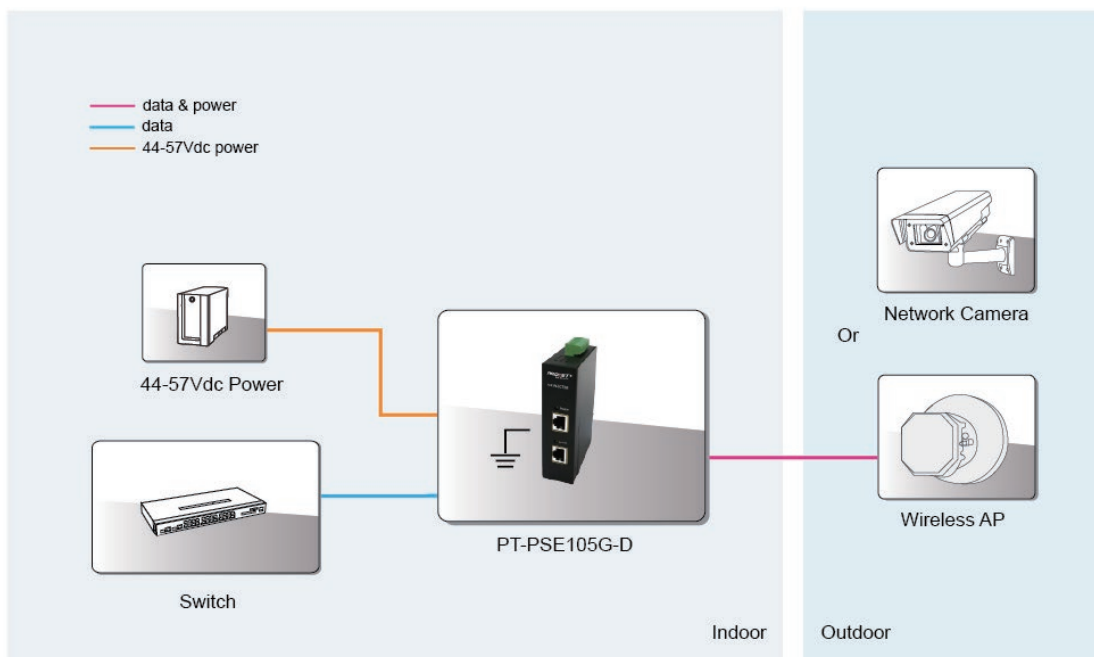 data & power
data
44-57Vdc power
44-57Vdc Power
Switch
PT-PSE105G-D
Network Camera
Or
Wireless AP
Indoor
Outdoor